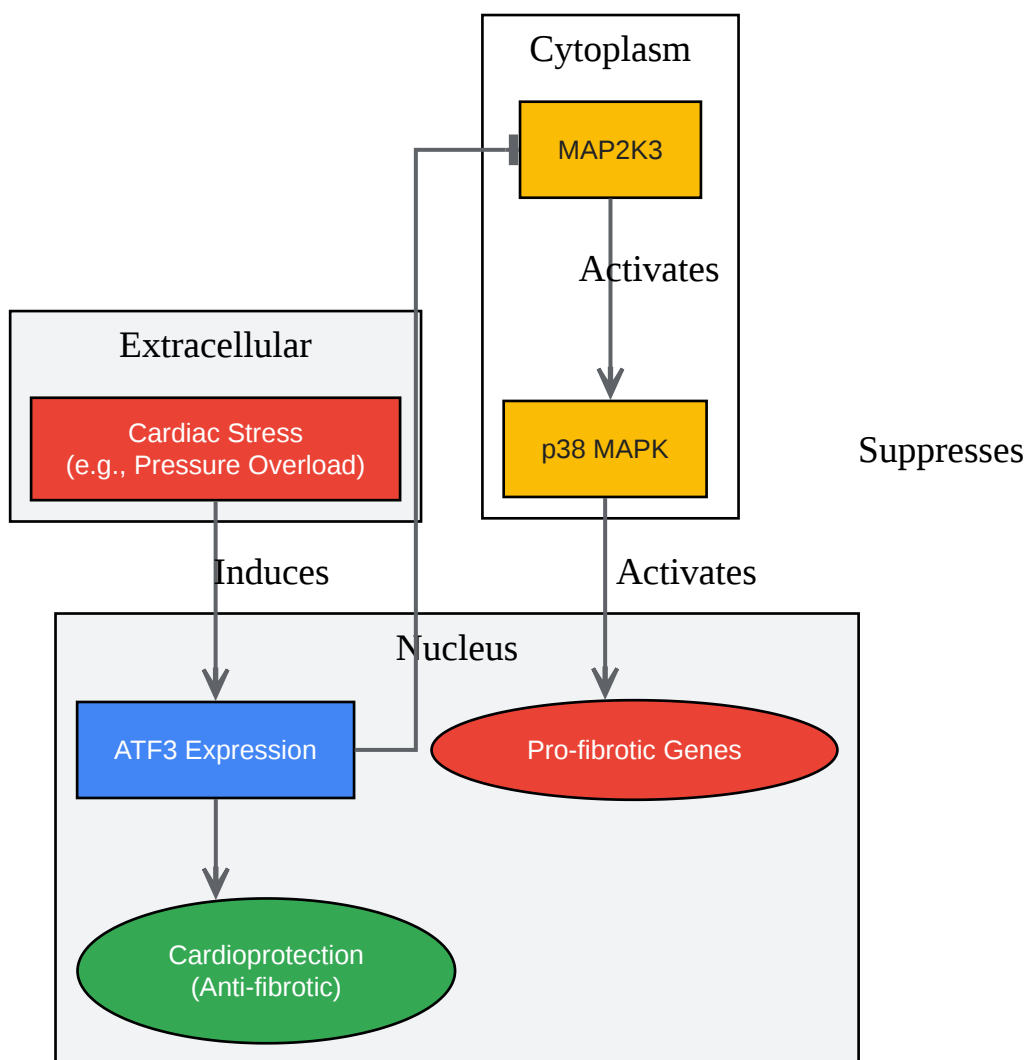 Cytoplasm
MAP2K3
Activates
Extracellular
Cardiac Stress
(e.g., Pressure Overload)
p38 MAPK
Suppresses
Induces
Activates
Nucleus
ATF3 Expression
Pro-fibrotic Genes
Cardioprotection
(Anti-fibrotic)